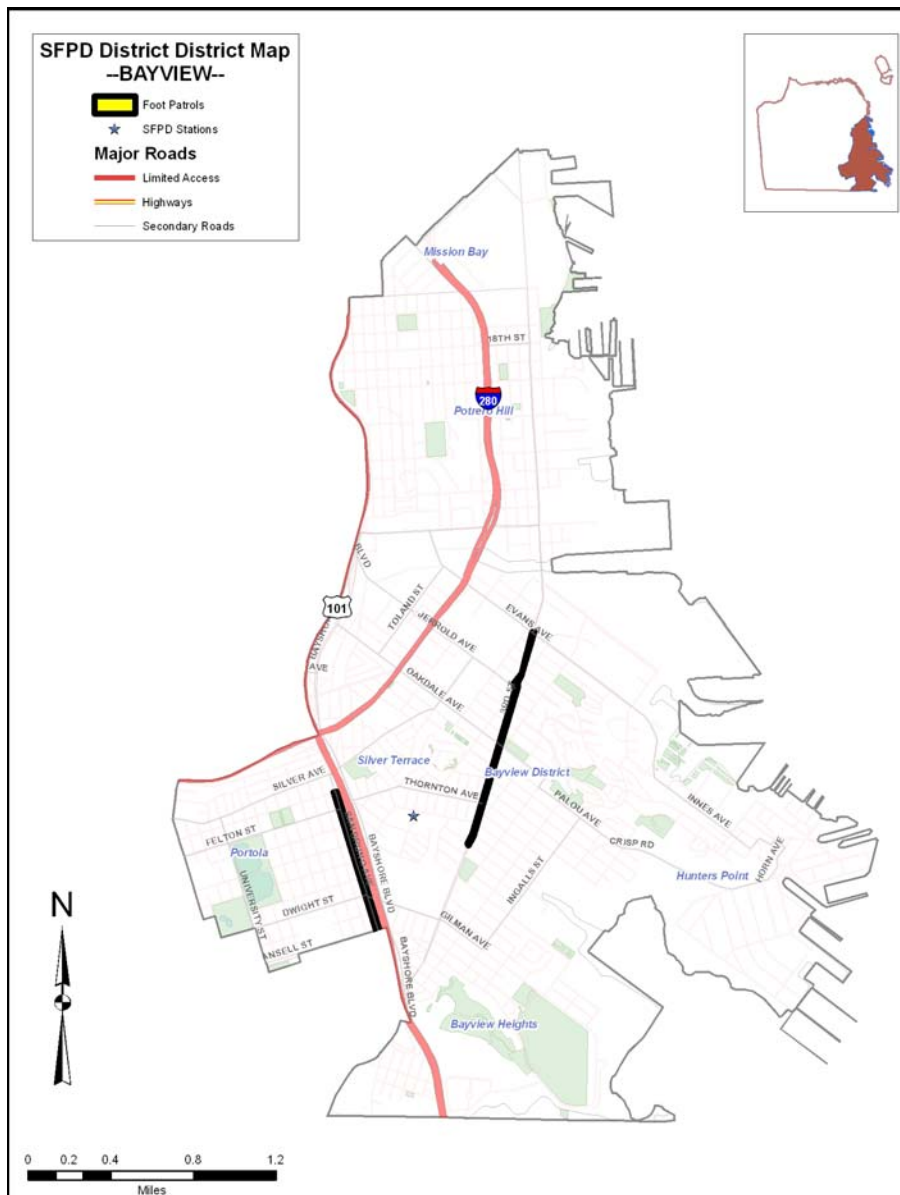 SFPD District District Map
--BAYVIEW--
Foot Patrols
SFPD Stations
Major Roads
Limited Access
Highways
Secondary Roads
Mission Bay
18TH ST
280
Potrero Hill
BLVD
TOLAND ST
101
EVANS AVE
JERROLD AVE
AVE
OAKDALE AVE
3RD ST
Silver Terrace
SILVER AVE
Bayview District
THORNTON AVE
PALOU AVE
INNES AVE
FELTON ST
CRISP RD
Portola
BAYSHORE BLVD
INGALLS ST
HORN AVE
Hunters Point
UNIVERSITY ST
DWIGHT ST
GILMAN AVE
ANSELL ST
BAYSHORE BLVD
Bayview Heights
N
0 0.2 0.4 0.8 1.2
Miles